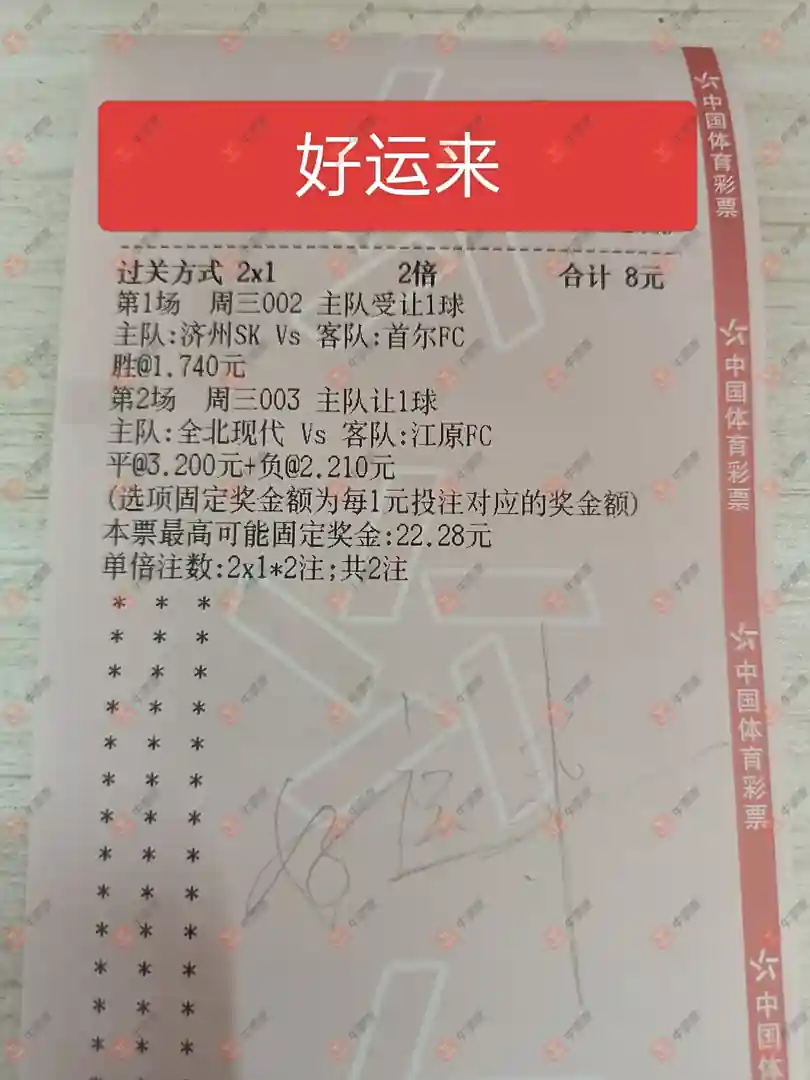 好运来
过关方式 2x1 2倍 合计 8元
第1场 周三002 主队受让1球
主队:济州SK Vs 客队:首尔FC
胜@1.740元
第2场 周三003 主队让1球
主队:全北现代 Vs 客队:江原FC
平@3.200元+负@2.210元
(选项固定奖金额为每1元投注对应的奖金额)
本票最高可能固定奖金:22.28元
单倍注数:2x1*2注;共2注
* * *
* * *
* * *
* * *
* * *
* * *
* * *
* * *
* * *
* * *
* * *
* * *
* * *
好运来
中国体育彩票
中国体育彩票
中国体育彩票
中国体